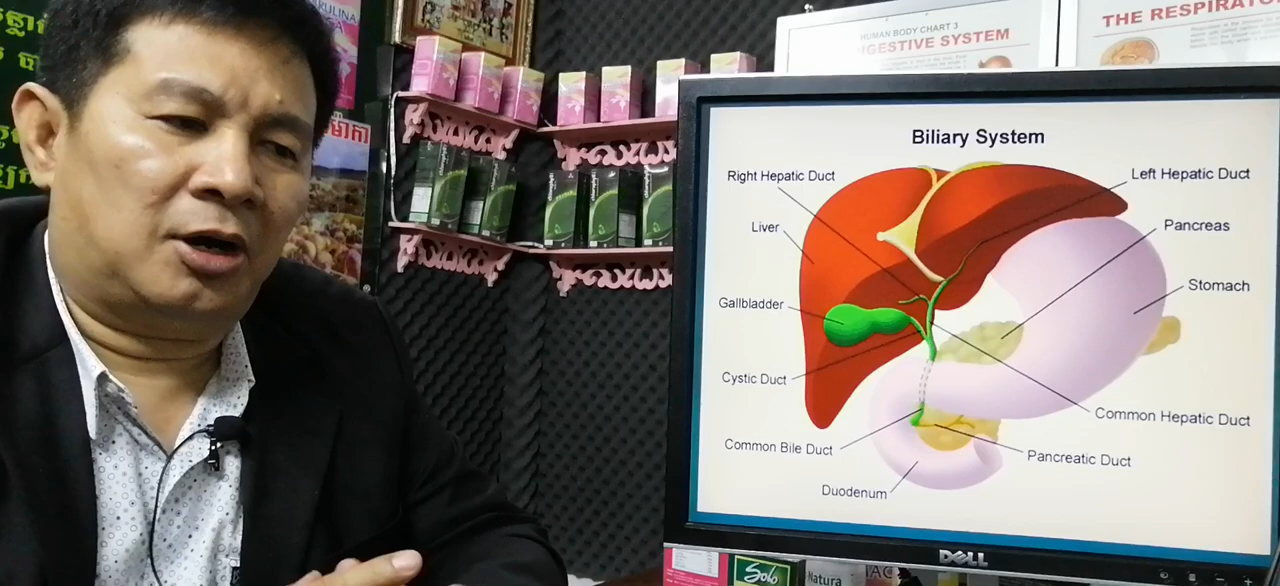 HUMAN BODY CHART 3
IGESTIVE SYSTEM
THE RESPIRATO
Biliary System
Right Hepatic Duct
Left Hepatic Duct
Liver
Pancreas
Stomach
Gallbladder
Cystic Duct
Common Hepatic Duct
Common Bile Duct
Pancreatic Duct
Duodenum
DELL
Solo
Natura